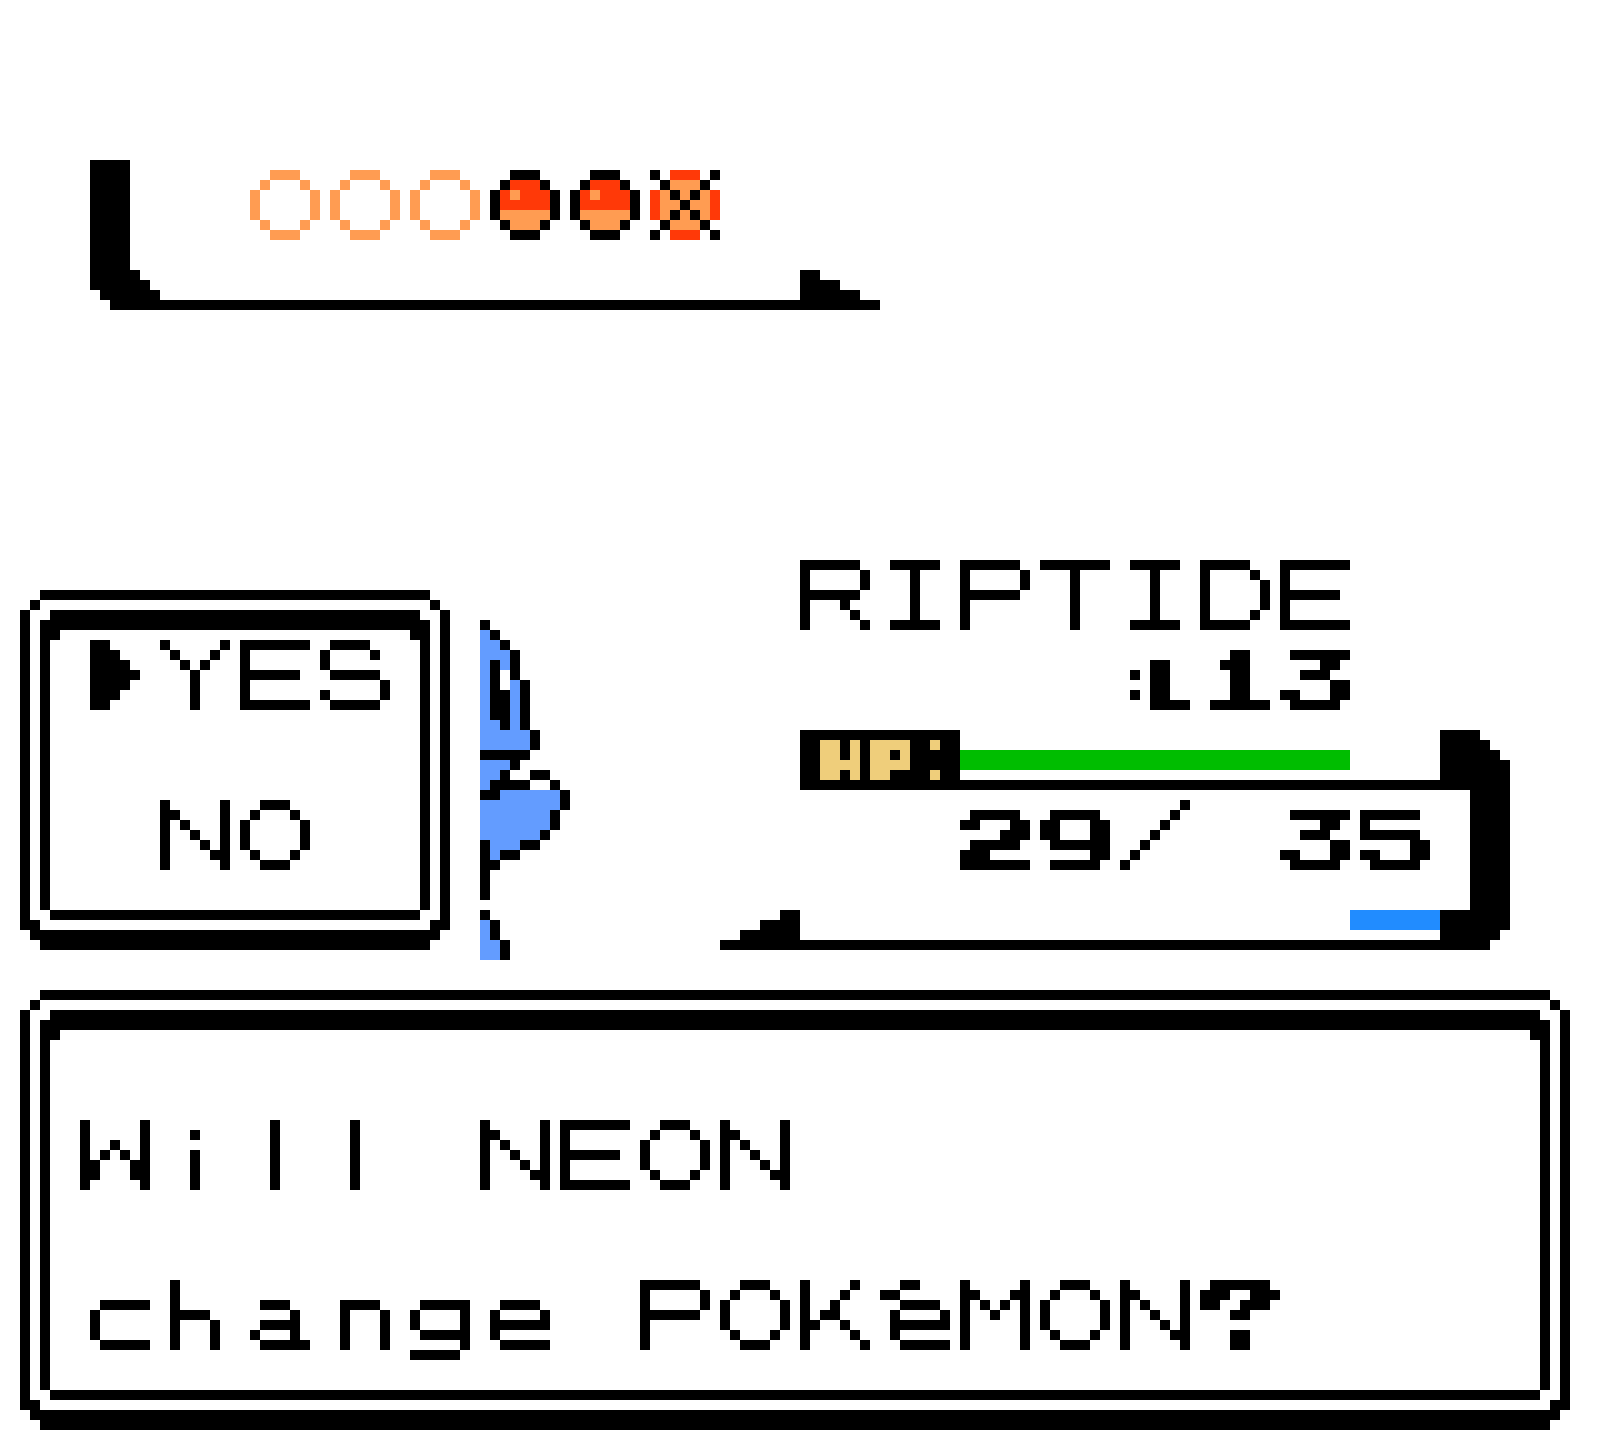 RIPTIDE
:L13
HP:
29/ 35
▶YES
NO
Will NEON
change POKéMON?